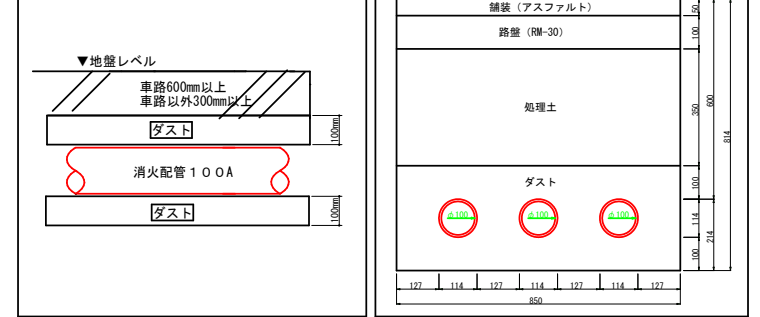 ▼地盤レベル
車路600mm以上
車路以外300mm以上
ダスト
100mm
消火配管１００A
ダスト
100mm
舗装（アスファルト）
50
路盤（RM-30）
100
処理土
350
600
814
ダスト
100
φ100
φ100
φ100
114
214
100
127
114
127
114
127
114
127
850